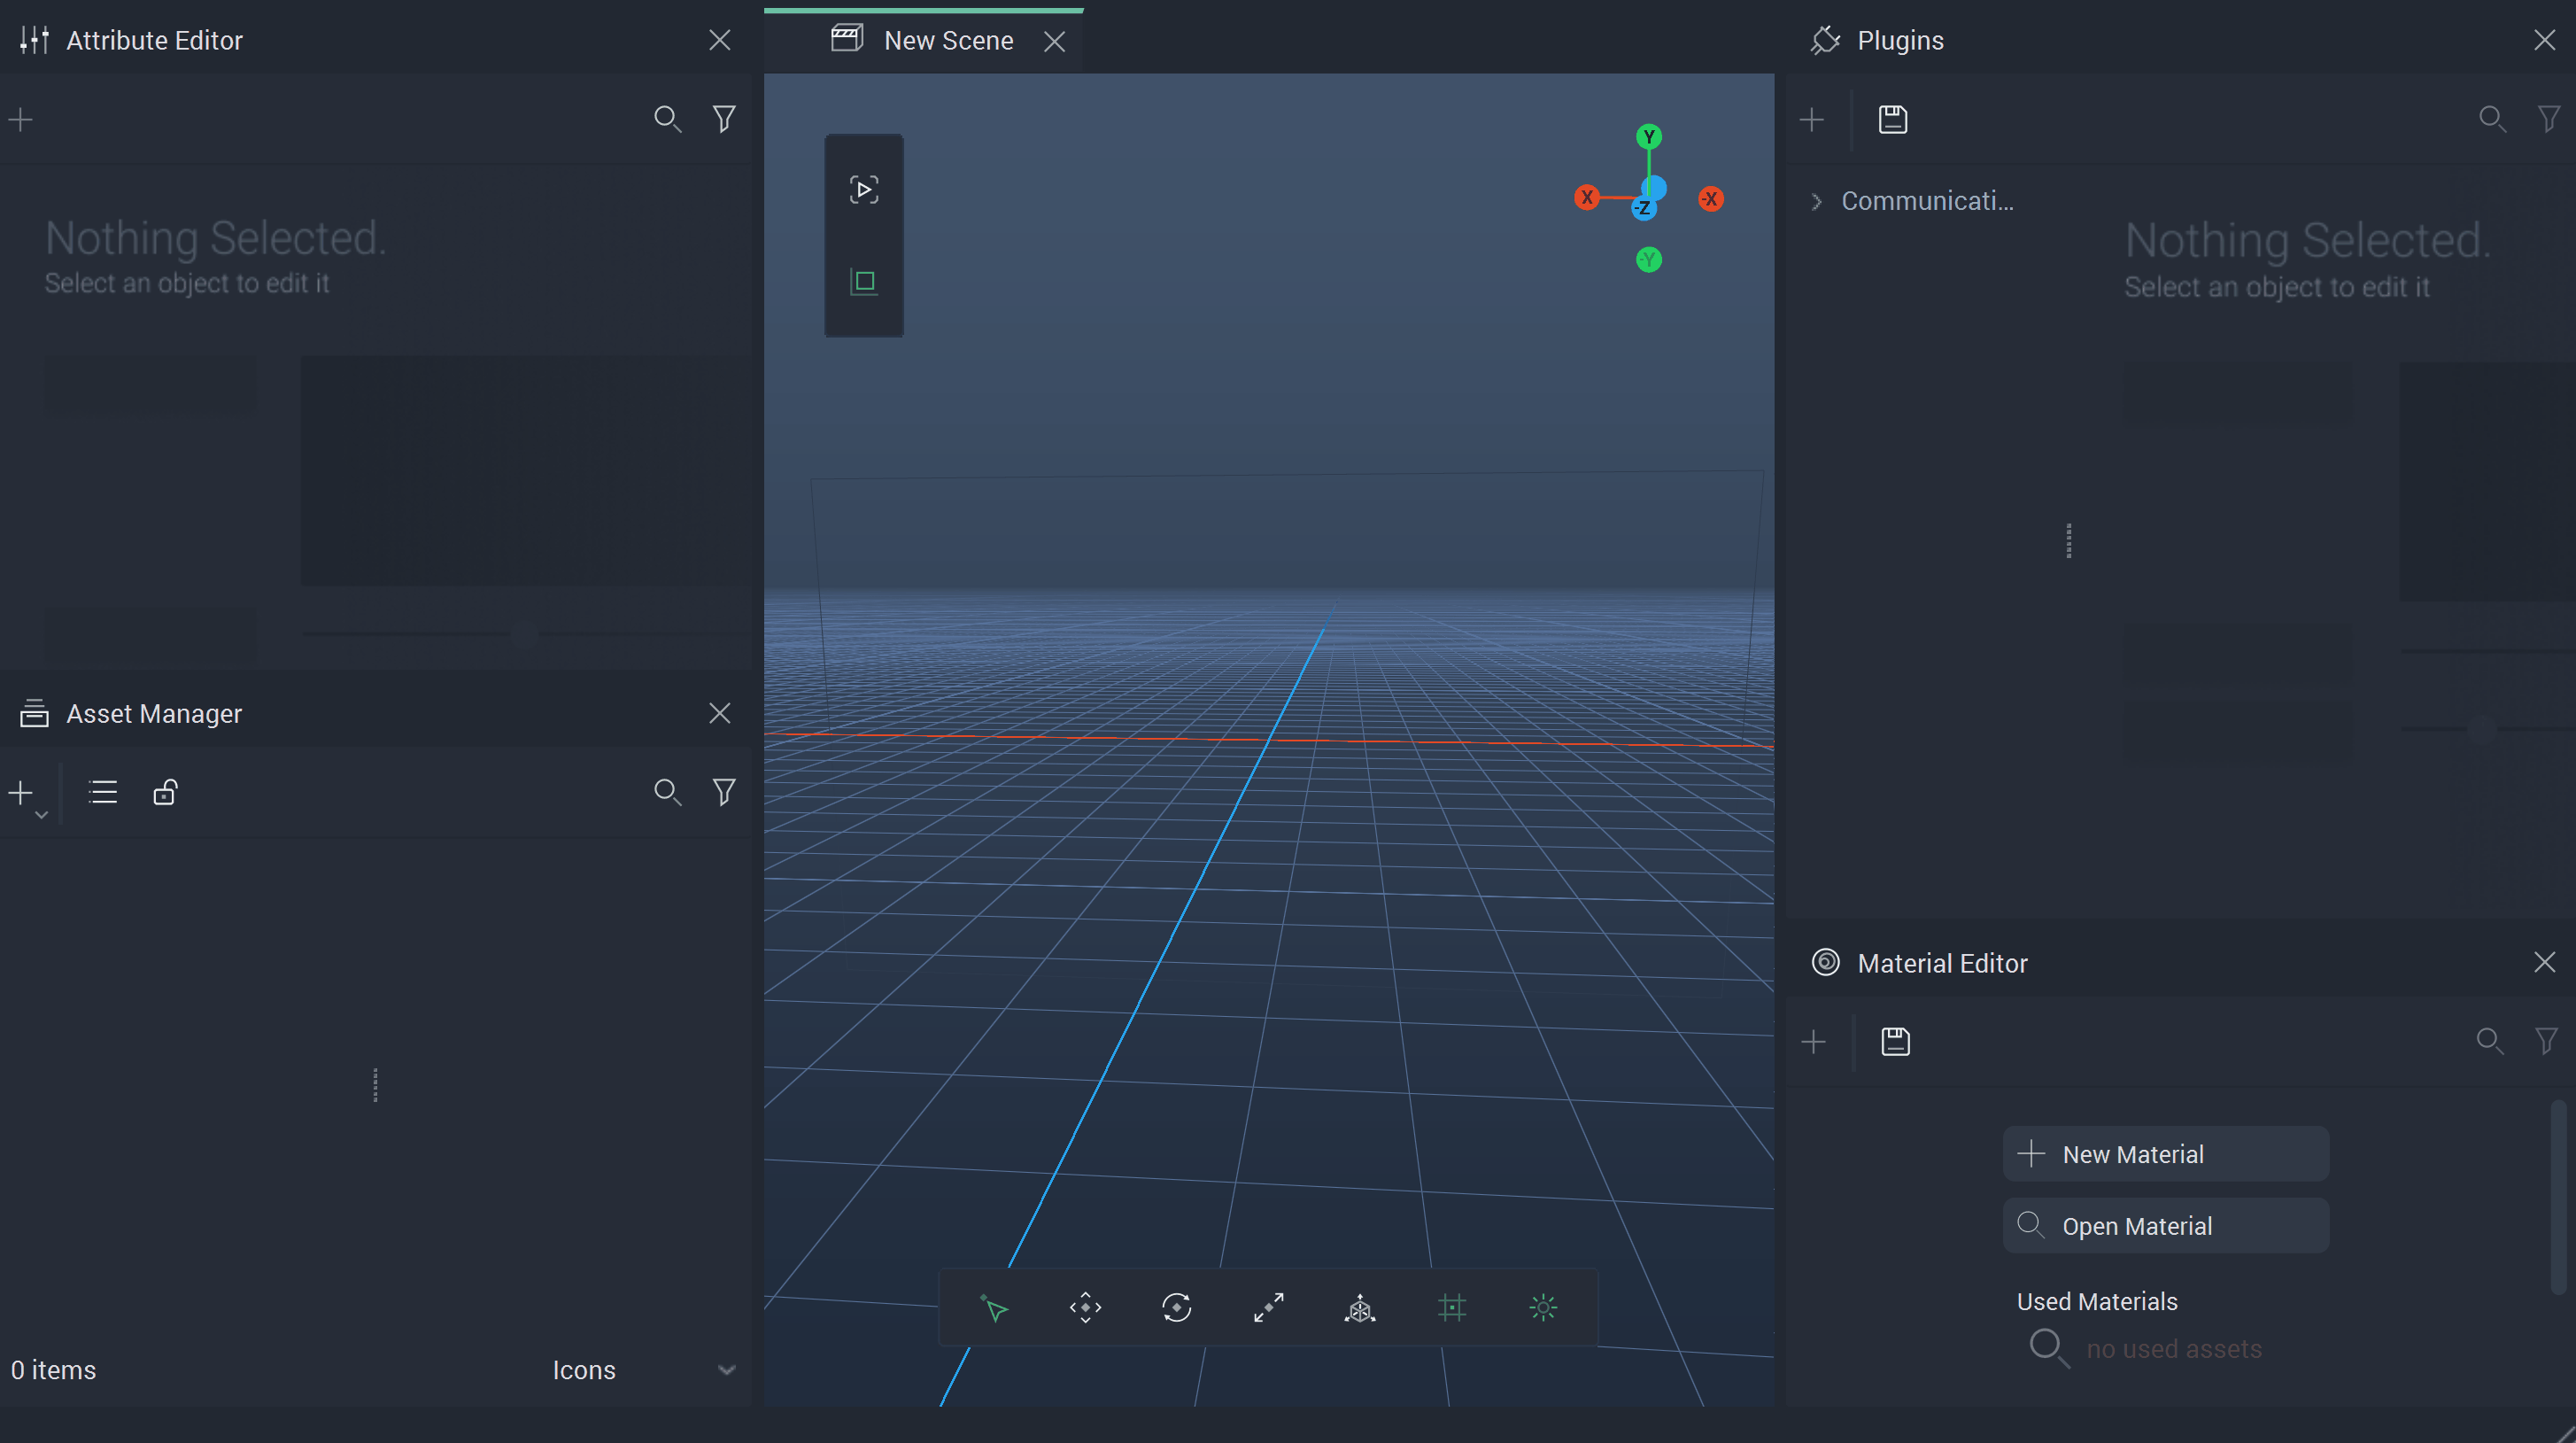 Attribute Editor
New Scene
Plugins
Nothing Selected.
Select an object to edit it
Y
X
-Z
-X
-Y
Communicati...
Nothing Selected.
Select an object to edit it
Asset Manager
0 items
Icons
Material Editor
New Material
Open Material
Used Materials
no used assets